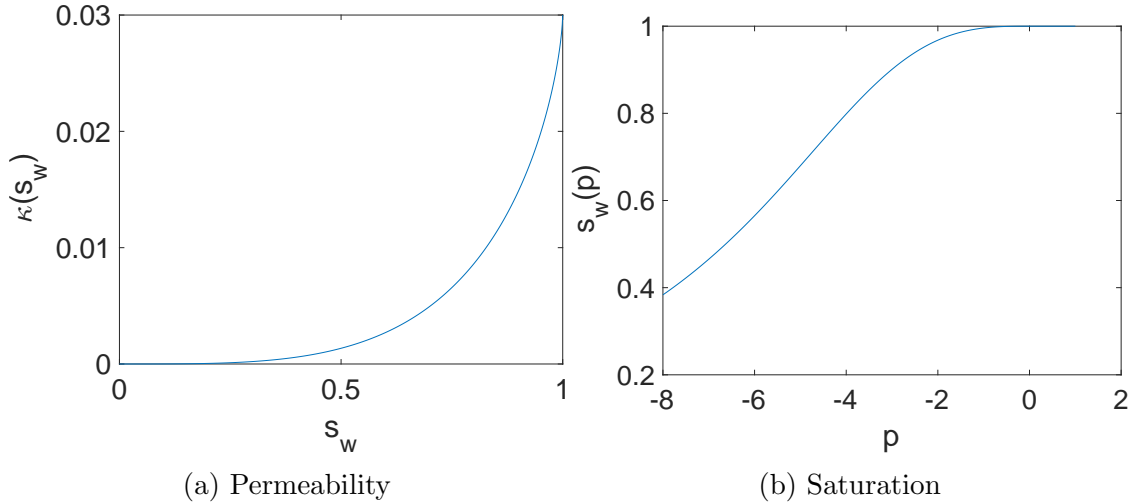 0.03
0.02
0.01
0
κ(s_w)
0 0.5 1
s_w
(a) Permeability
1
0.8
0.6
0.4
0.2
s_w(p)
-8 -6 -4 -2 0 2
p
(b) Saturation